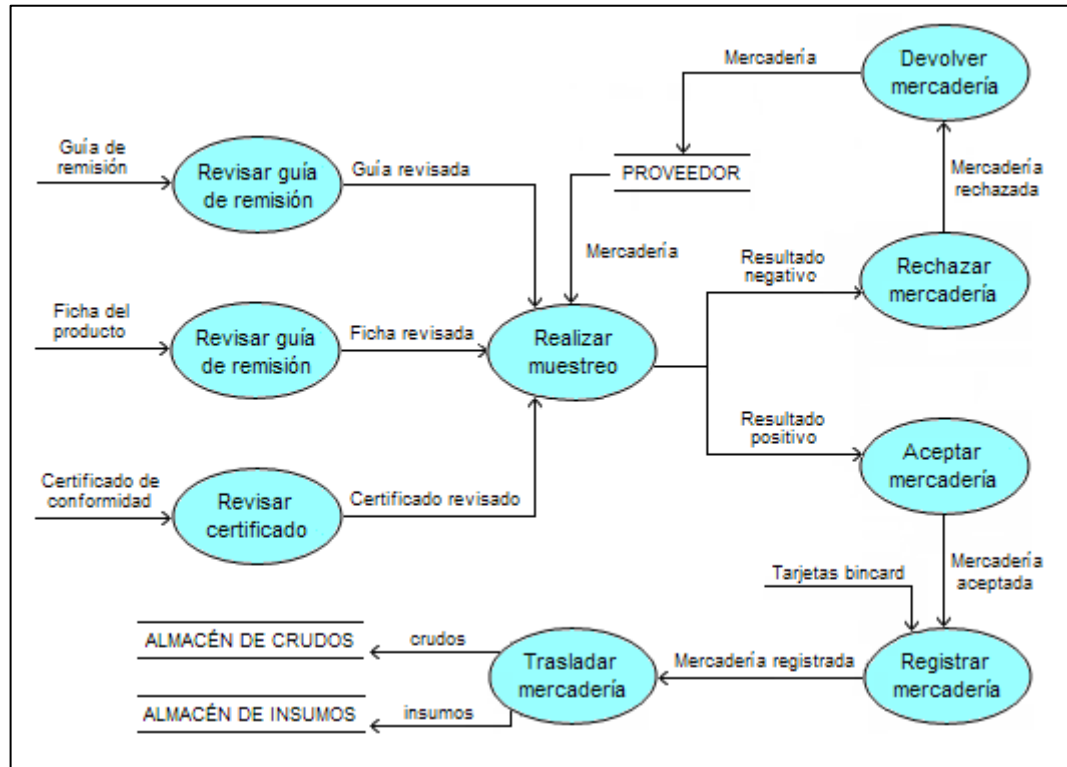 Mercadería
Devolver
mercadería
Guía de
remisión
Revisar guía
de remisión
Guía revisada
PROVEEDOR
Mercadería
rechazada
Mercadería
Resultado
negativo
Rechazar
mercadería
Ficha del
producto
Revisar guía
de remisión
Ficha revisada
Realizar
muestreo
Resultado
positivo
Aceptar
mercadería
Certificado de
conformidad
Revisar
certificado
Certificado revisado
Tarjetas bincard
Mercadería
aceptada
ALMACÉN DE CRUDOS
crudos
Trasladar
mercadería
Mercadería registrada
Registrar
mercadería
ALMACÉN DE INSUMOS
insumos